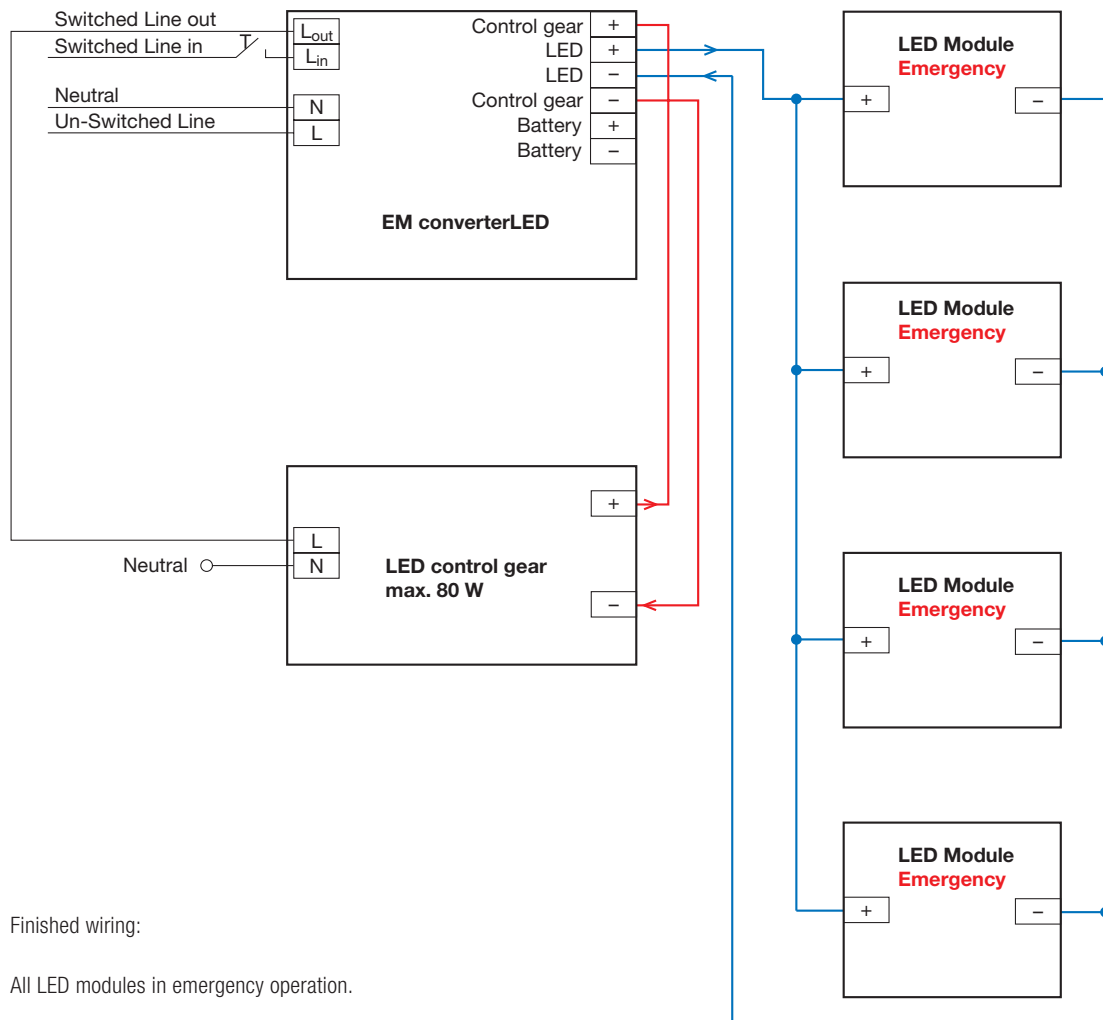 Switched Line out
Switched Line in
Neutral
Un-Switched Line
Lout
Lin
N
L
Control gear +
LED +
LED −
Control gear −
Battery +
Battery −
EM converterLED
L
N
Neutral
LED control gear
max. 80 W
+
−
LED Module
Emergency
+ −
LED Module
Emergency
+ −
LED Module
Emergency
+ −
LED Module
Emergency
+ −
Finished wiring:
All LED modules in emergency operation.